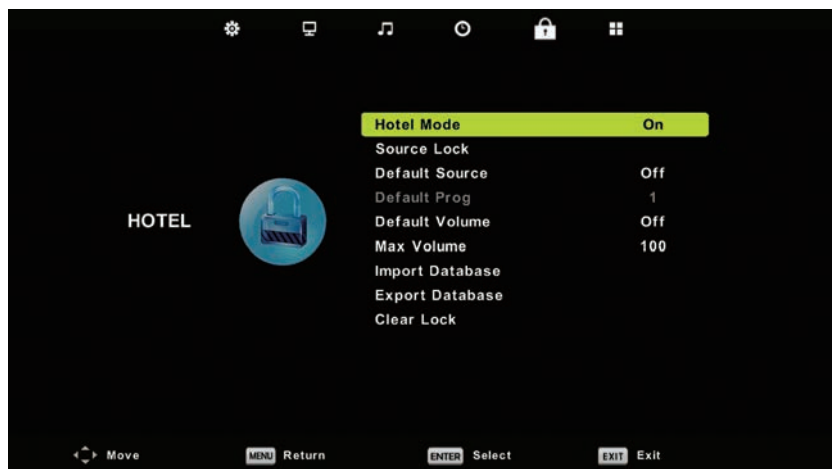 Hotel Mode On
Source Lock
Default Source Off
Default Prog 1
HOTEL
Default Volume Off
Max Volume 100
Import Database
Export Database
Clear Lock
Move MENU Return ENTER Select EXIT Exit